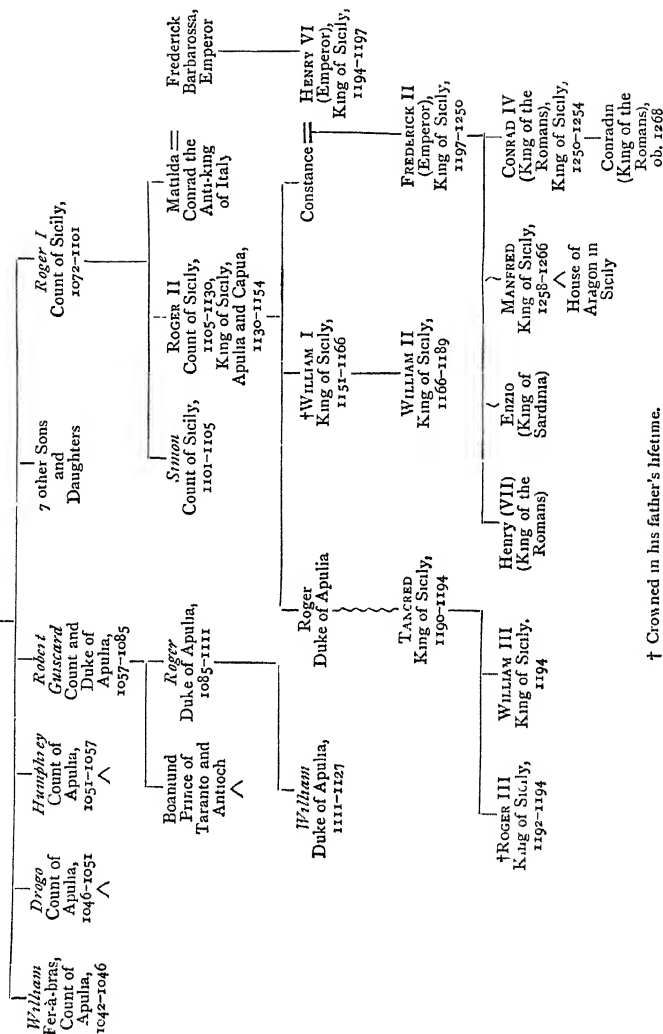 William
Fer-à-bras,
Count of
Apulia,
1042–1046
Drogo
Count of
Apulia,
1046–1051
Humphrey
Count of
Apulia,
1051–1057
Robert
Guiscard
Count and
Duke of
Apulia,
1057–1085
7 other Sons
and
Daughters
Roger I
Count of Sicily,
1072–1101
Boamund
Prince of
Taranto and
Antioch
Roger
Duke of Apulia,
1085–1111
Simon
Count of Sicily,
1101–1105
ROGER II
Count of Sicily,
1105–1130,
King of Sicily,
Apulia and Capua,
1130–1154
Matilda =
Conrad the
Anti-king
of Italy
Frederick
Barbarossa,
Emperor
William
Duke of Apulia,
1111–1127
Roger
Duke of Apulia
†WILLIAM I
King of Sicily,
1151–1166
Constance =
HENRY VI
(Emperor),
King of Sicily,
1194–1197
TANCRED
King of Sicily,
1190–1194
WILLIAM II
King of Sicily,
1166–1189
FREDERICK II
(Emperor),
King of Sicily,
1197–1250
†ROGER III
King of Sicily,
1192–1194
WILLIAM III
King of Sicily,
1194
Henry (VII)
(King of the
Romans)
Enzio
(King of
Sardinia)
MANFRED
King of Sicily,
1258–1266
House of
Aragon in
Sicily
CONRAD IV
(King of the
Romans),
King of Sicily,
1250–1254
Conradin
(King of the
Romans),
ob. 1268
† Crowned in his father's lifetime.